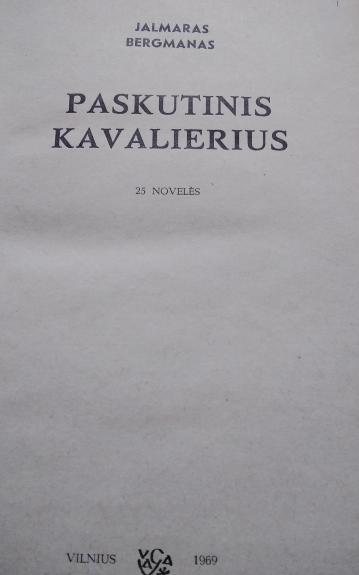 JALMARAS
BERGMANAS
PASKUTINIS
KAVALIERIUS
25 NOVELĖS
VILNIUS 1969